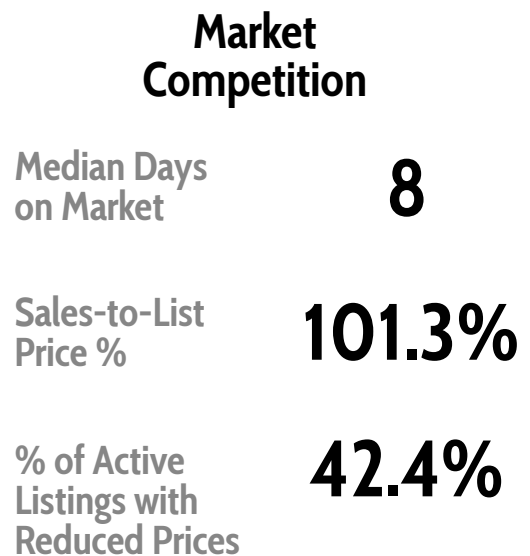 Market
Competition
Median Days
on Market
8
Sales-to-List
Price %
101.3%
% of Active
Listings with
Reduced Prices
42.4%